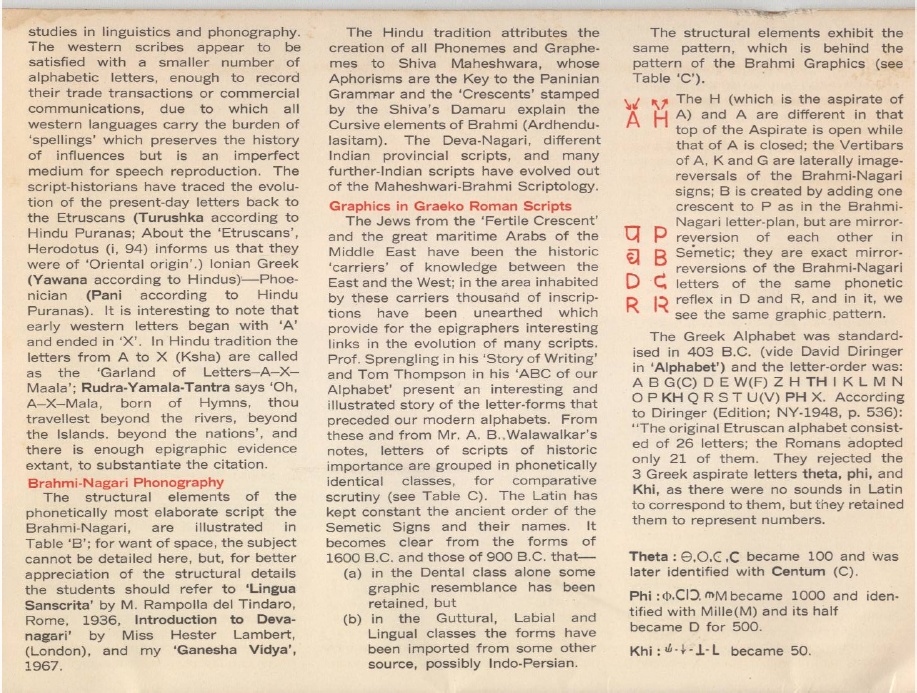 studies in linguistics and phonography.
The western scribes appear to be
satisfied with a smaller number of
alphabetic letters, enough to record
their trade transactions or commercial
communications, due to which all
western languages carry the burden of
'spellings' which preserves the history
of influences but is an imperfect
medium for speech reproduction. The
script-historians have traced the evolu-
tion of the present-day letters back to
the Etruscans (Turushka according to
Hindu Puranas; About the 'Etruscans',
Herodotus (i, 94) informs us that they
were of 'Oriental origin'.) Ionian Greek
(Yawana according to Hindus)—Phoe-
nician (Pani according to Hindu
Puranas). It is interesting to note that
early western letters began with 'A'
and ended in 'X'. In Hindu tradition the
letters from A to X (Ksha) are called
as the 'Garland of Letters–A–X–
Maala'; Rudra-Yamala-Tantra says 'Oh,
A–X–Mala, born of Hymns, thou
travellest beyond the rivers, beyond
the Islands. beyond the nations', and
there is enough epigraphic evidence
extant, to substantiate the citation.
Brahmi-Nagari Phonography
The structural elements of the
phonetically most elaborate script the
Brahmi-Nagari, are illustrated in
Table 'B'; for want of space, the subject
cannot be detailed here, but, for better
appreciation of the structural details
the students should refer to 'Lingua
Sanscrita' by M. Rampolla del Tindaro,
Rome, 1936, Introduction to Deva-
nagari' by Miss Hester Lambert,
(London), and my 'Ganesha Vidya',
1967.
The Hindu tradition attributes the
creation of all Phonemes and Graphe-
mes to Shiva Maheshwara, whose
Aphorisms are the Key to the Paninian
Grammar and the 'Crescents' stamped
by the Shiva's Damaru explain the
Cursive elements of Brahmi (Ardhendu-
lasitam). The Deva-Nagari, different
Indian provincial scripts, and many
further-Indian scripts have evolved out
of the Maheshwari-Brahmi Scriptology.
Graphics in Graeko Roman Scripts
The Jews from the 'Fertile Crescent'
and the great maritime Arabs of the
Middle East have been the historic
'carriers' of knowledge between the
East and the West; in the area inhabited
by these carriers thousand of inscrip-
tions have been unearthed which
provide for the epigraphers interesting
links in the evolution of many scripts.
Prof. Sprengling in his 'Story of Writing'
and Tom Thompson in his 'ABC of our
Alphabet' present an interesting and
illustrated story of the letter-forms that
preceded our modern alphabets. From
these and from Mr. A. B., Walawalkar's
notes, letters of scripts of historic
importance are grouped in phonetically
identical classes, for comparative
scrutiny (see Table C). The Latin has
kept constant the ancient order of the
Semetic Signs and their names. It
becomes clear from the forms of
1600 B.C. and those of 900 B.C. that—
(a) in the Dental class alone some
graphic resemblance has been
retained, but
(b) in the Guttural, Labial and
Lingual classes the forms have
been imported from some other
source, possibly Indo-Persian.
The structural elements exhibit the
same pattern, which is behind the
pattern of the Brahmi Graphics (see
Table 'C').
A H
The H (which is the aspirate of
A) and A are different in that
top of the Aspirate is open while
that of A is closed; the Vertibars
of A, K and G are laterally image-
reversals of the Brahmi-Nagari
signs; B is created by adding one
crescent to P as in the Brahmi-
Nagari letter-plan, but are mirror-
reversion of each other in
Semetic; they are exact mirror-
reversions of the Brahmi-Nagari
letters of the same phonetic
reflex in D and R, and in it, we
see the same graphic pattern.
P
B
D
R
The Greek Alphabet was standard-
ised in 403 B.C. (vide David Diringer
in 'Alphabet') and the letter-order was:
A B G(C) D E W(F) Z H TH I K L M N
O P KH Q R S T U(V) PH X. According
to Diringer (Edition; NY-1948, p. 536):
"The original Etruscan alphabet consist-
ed of 26 letters; the Romans adopted
only 21 of them. They rejected the
3 Greek aspirate letters theta, phi, and
Khi, as there were no sounds in Latin
to correspond to them, but they retained
them to represent numbers.
Theta : Θ,O,C,C became 100 and was
later identified with Centum (C).
Phi : Φ,CIƆ, M became 1000 and iden-
tified with Mille(M) and its half
became D for 500.
Khi : L became 50.